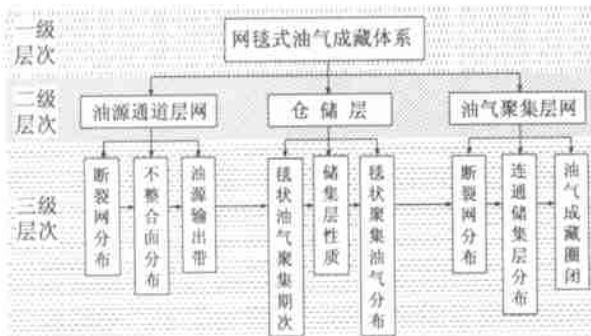 一级
层次
网毯式油气成藏体系
二级
层次
油源通道层网
仓储层
油气聚集层网
三级
层次
断裂网分布
不整合面分布
油源输出带
毯状油气聚集期次
储集层性质
毯状聚集油气分布
断裂网分布
连通储集层分布
油气成藏圈闭